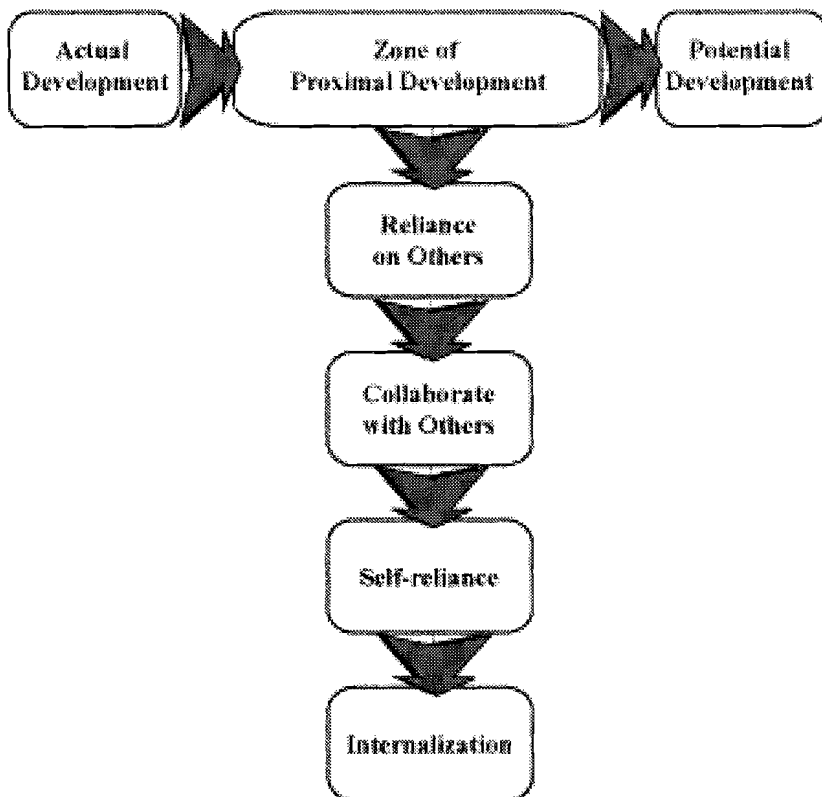 Actual
Development
Zone of
Proximal Development
Potential
Development
Reliance
on Others
Collaborate
with Others
Self-reliance
Internalization